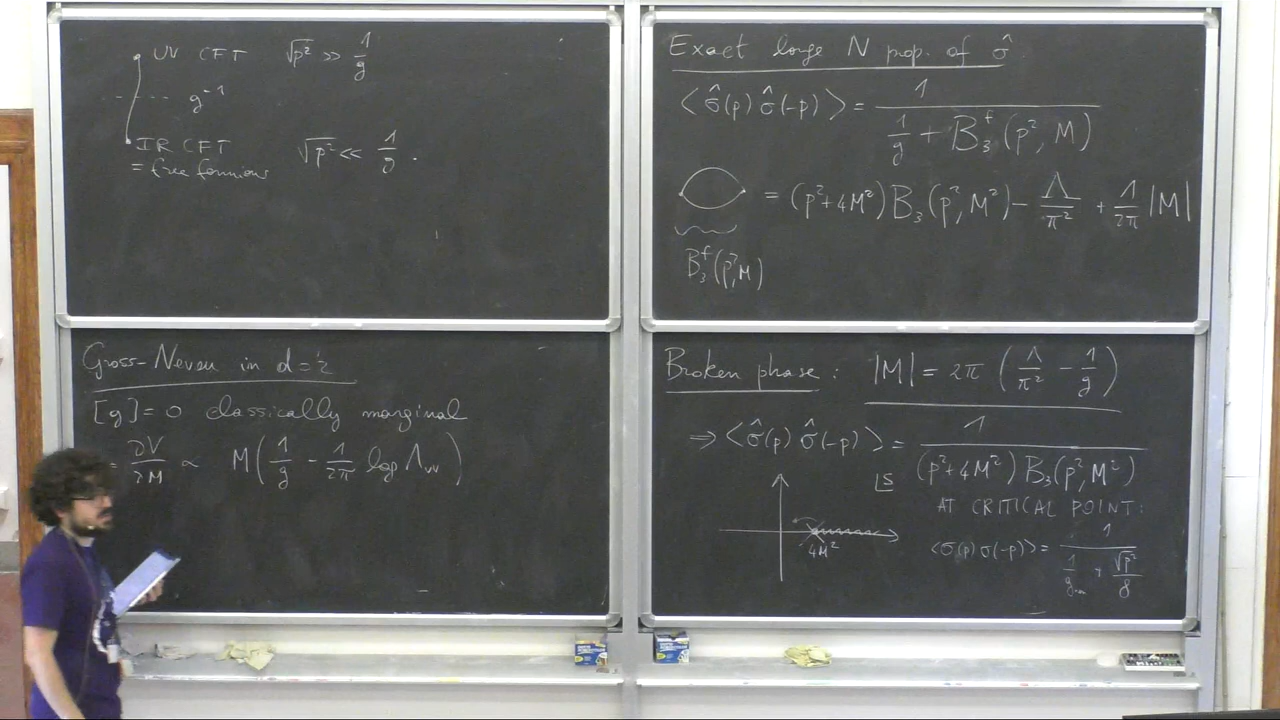 UV CFT √p² >> 1/g
g⁻¹
IR CFT √p² << 1/g .
= free fermions
Gross-Neveu in d=2
[g]=0 classically marginal
= ∂V/∂M ∝ M(1/g - 1/2π log Λ_UV)
Exact large N prop. of σ̂
<σ̂(p) σ̂(-p)> = 1/(1/g + B₃ᶠ(p², M))
= (p²+4M²) B₃(p², M²) - Λ/π² + 1/2π |M|
B₃ᶠ(p², M)
Broken phase : |M| = 2π (Λ/π² - 1/g)
⇒ <σ̂(p) σ̂(-p)> = 1/((p²+4M²) B₃(p², M²))
S
4M²
AT CRITICAL POINT:
<σ(p) σ(-p)> = 1/(1/g + √p²/8)